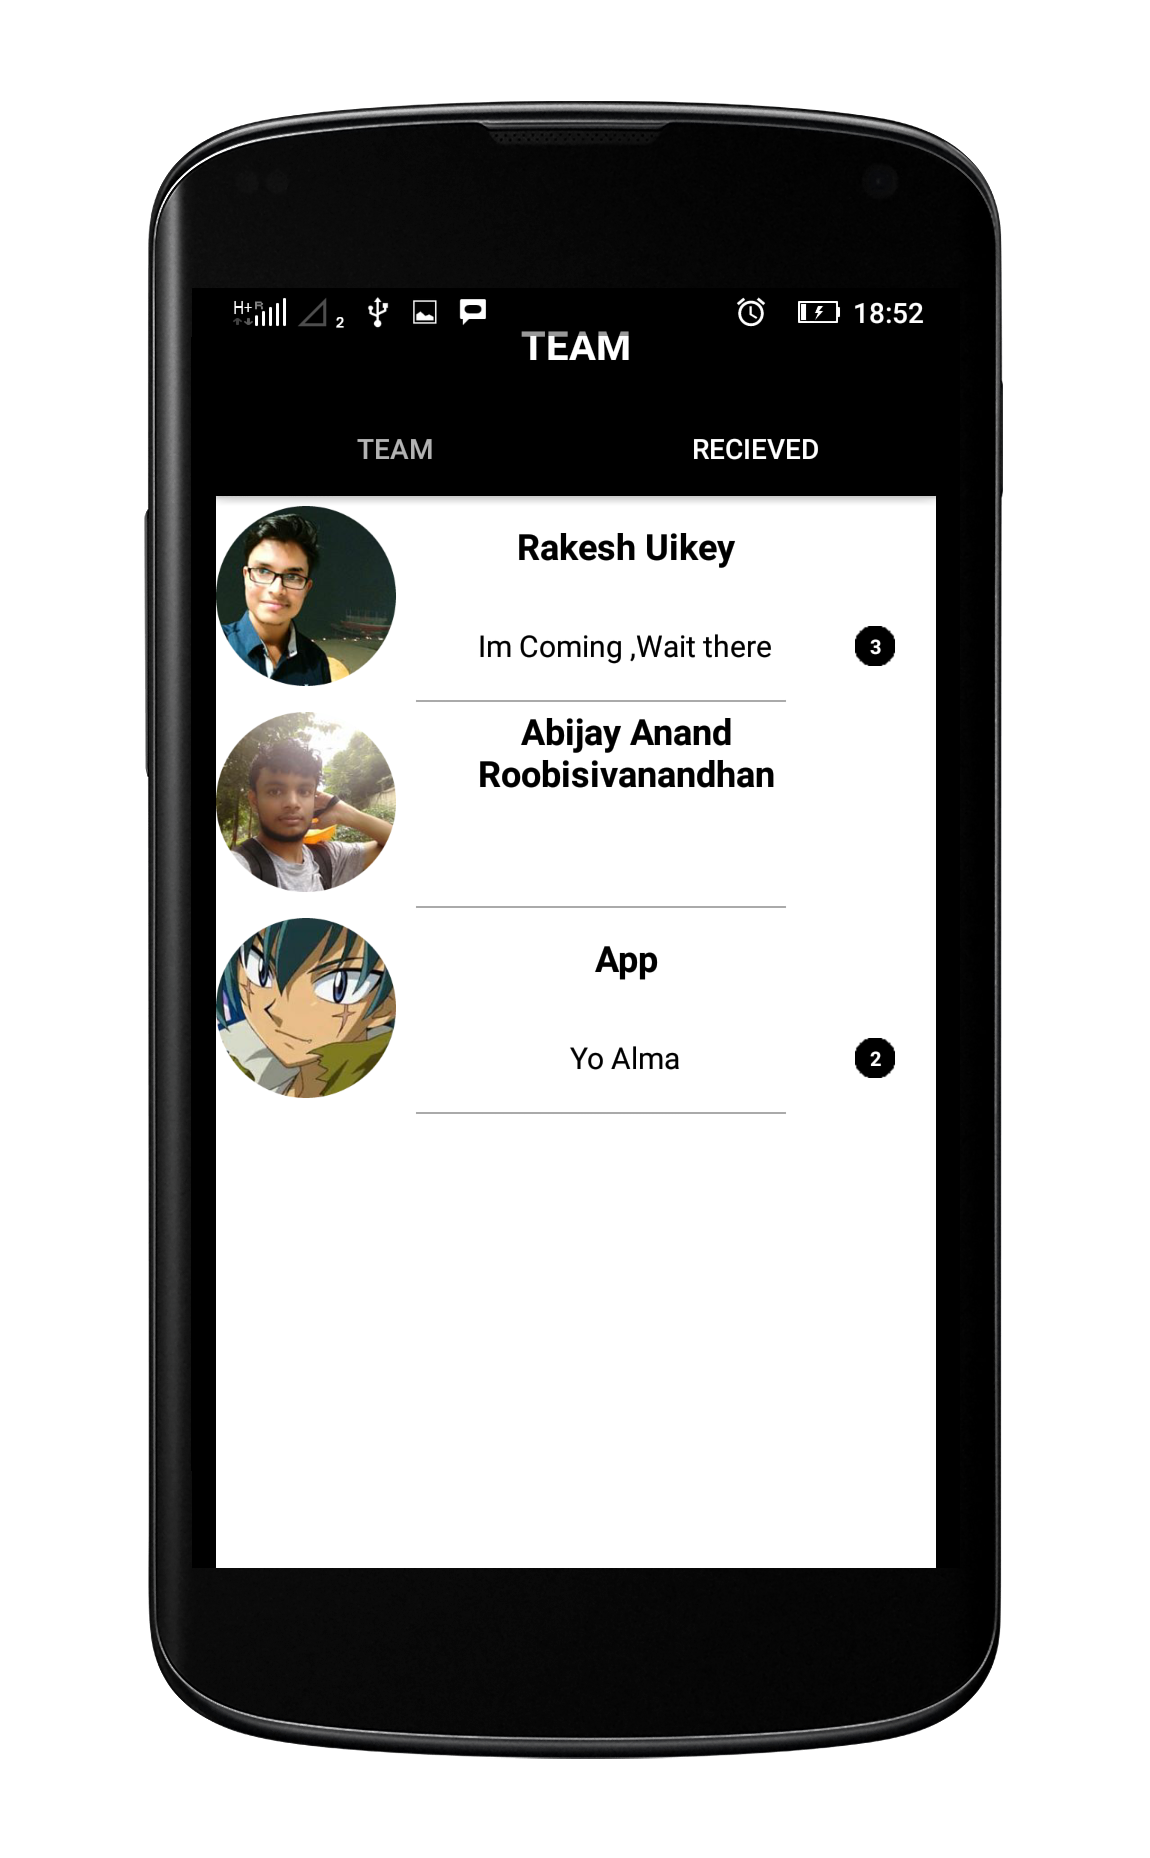 H+ R 2 18:52
TEAM
TEAM RECIEVED
Rakesh Uikey
Im Coming ,Wait there 3
Abijay Anand
Roobisivanandhan
App
Yo Alma 2